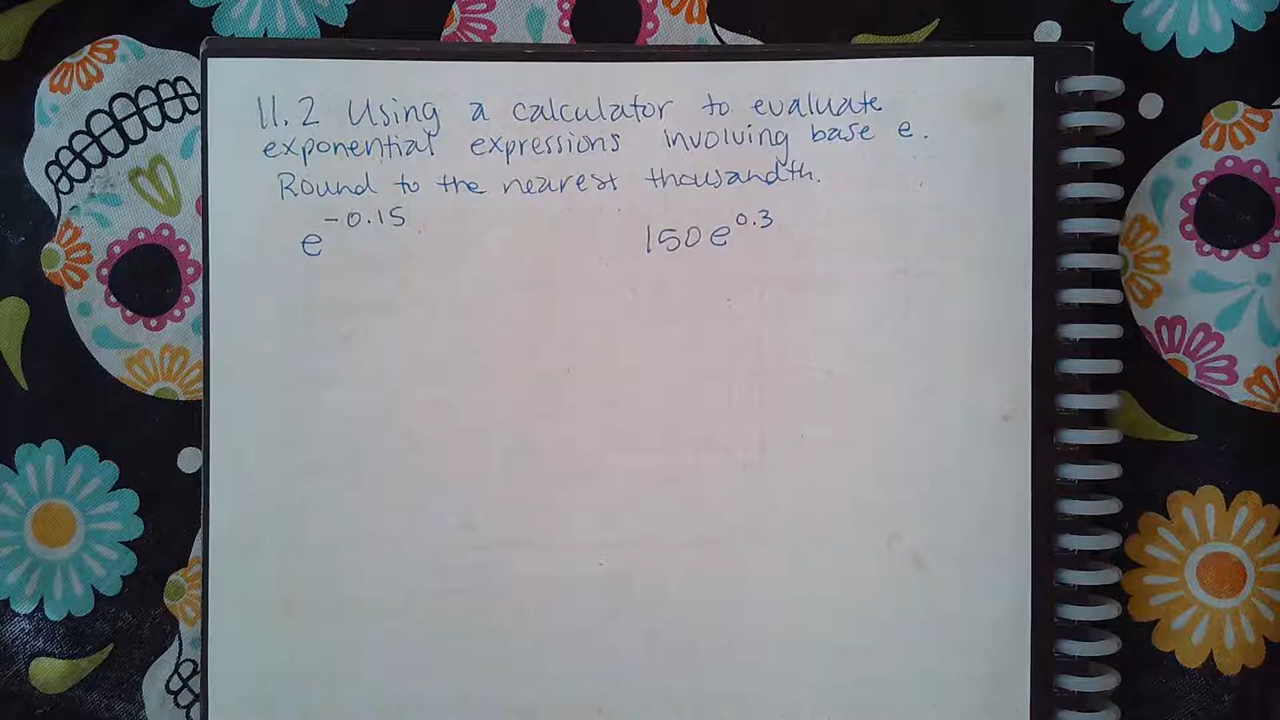 11.2 Using a calculator to evaluate
exponential expressions involving base e.
Round to the nearest thousandth.
e^-0.15 150e^0.3